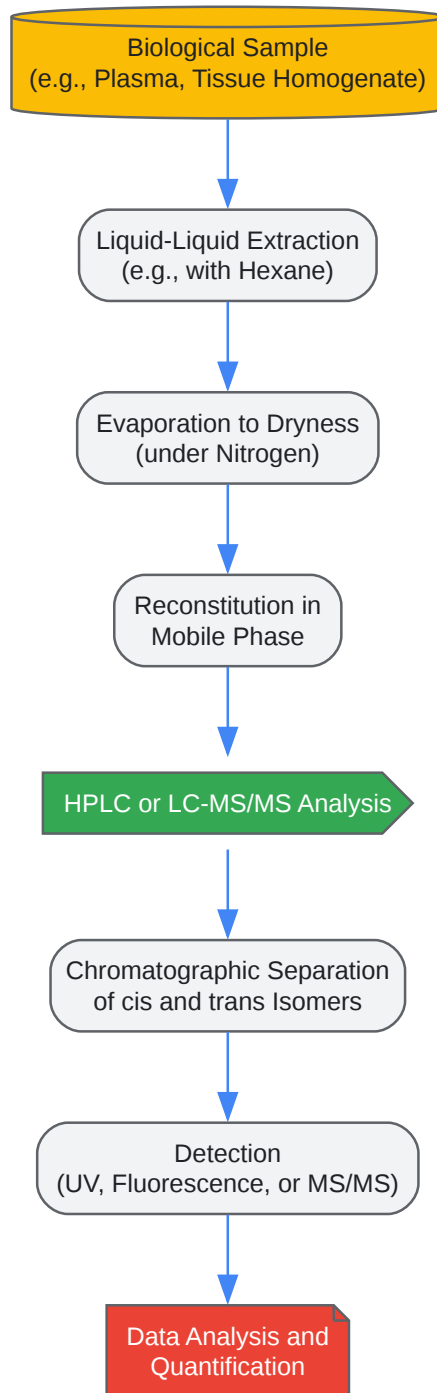 Biological Sample
(e.g., Plasma, Tissue Homogenate)
Liquid-Liquid Extraction
(e.g., with Hexane)
Evaporation to Dryness
(under Nitrogen)
Reconstitution in
Mobile Phase
HPLC or LC-MS/MS Analysis
Chromatographic Separation
of cis and trans Isomers
Detection
(UV, Fluorescence, or MS/MS)
Data Analysis and
Quantification